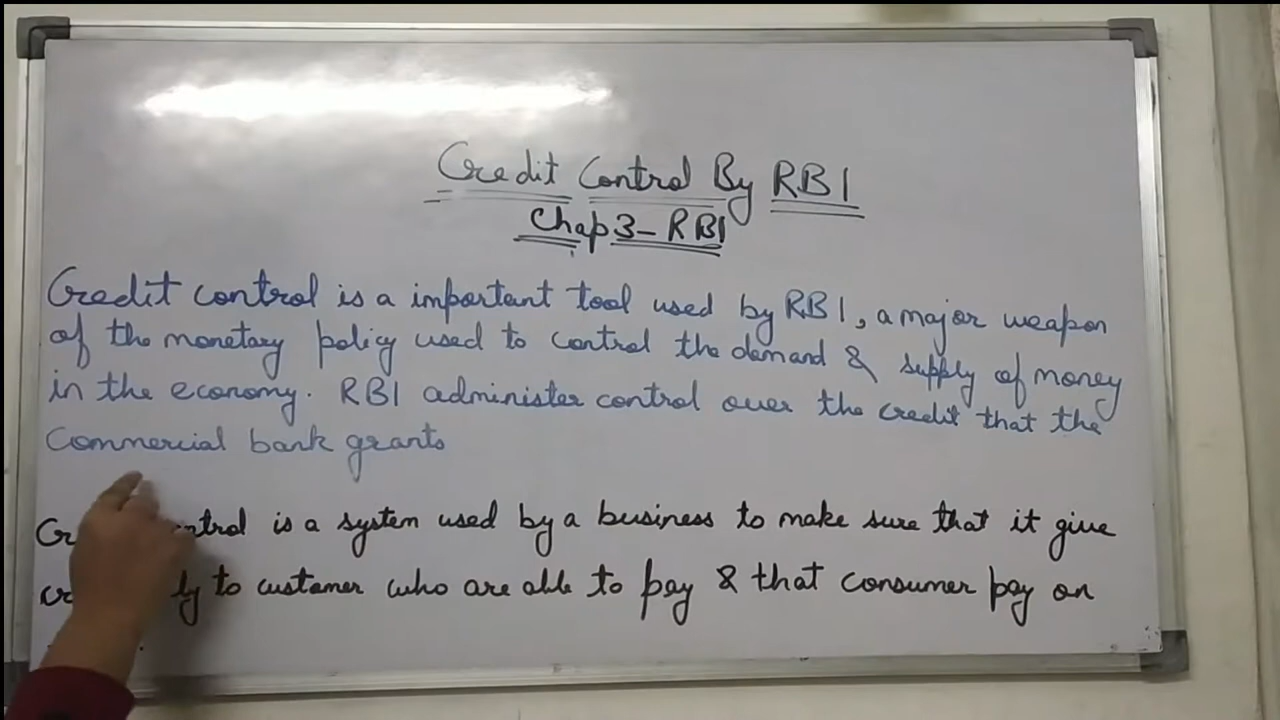 Credit Control By RBI
Chap 3 - RBI
Credit control is a important tool used by RBI, a major weapon
of the monetary policy used to control the demand & supply of money
in the economy. RBI administer control over the credit that the
Commercial bank grants
is a system used by a business to make sure that it give
to customer who are able to pay & that consumer pay on